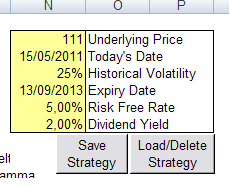 N O P
111 Underlying Price
15/05/2011 Today's Date
25% Historical Volatility
13/09/2013 Expiry Date
5,00% Risk Free Rate
2,00% Dividend Yield
Save Strategy
Load/Delete Strategy
elt
amma